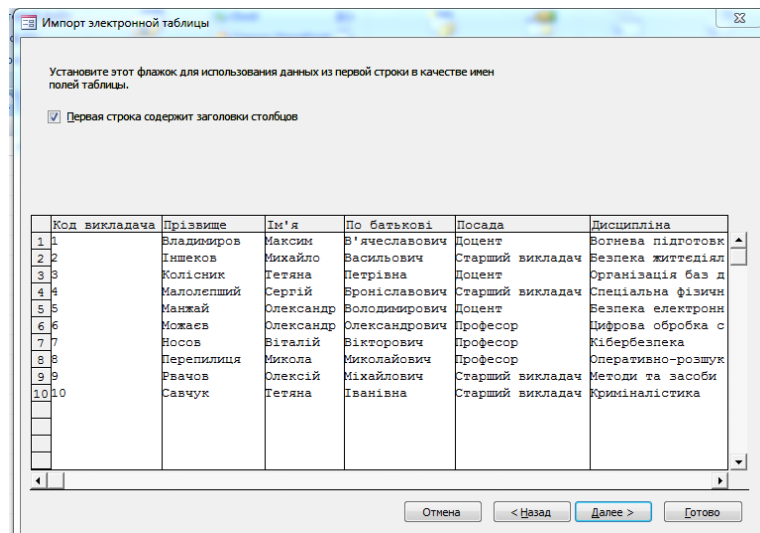 Импорт электронной таблицы
Установите этот флажок для использования данных из первой строки в качестве имен
полей таблицы.
Первая строка содержит заголовки столбцов
Код викладача Прізвище Ім'я По батькові Посада Дисципліна
1 1 Владимиров Максим В'ячеславович Доцент Вогнева підготовк
2 2 Іншеков Михайло Васильович Старший викладач Безпека життєдіял
3 3 Колісник Тетяна Петрівна Доцент Організація баз д
4 4 Малолєпший Сергій Броніславович Старший викладач Спеціальна фізичн
5 5 Манжай Олександр Володимирович Доцент Безпека електронн
6 6 Можаєв Олександр Олександрович Професор Цифрова обробка с
7 7 Носов Віталій Вікторович Професор Кібербезпека
8 8 Перепилиця Микола Миколайович Професор Оперативно-розшук
9 9 Рвачов Олексій Міхайлович Старший викладач Методи та засоби
10 10 Савчук Тетяна Іванівна Старший викладач Криміналістика
Отмена < Назад Далее > Готово